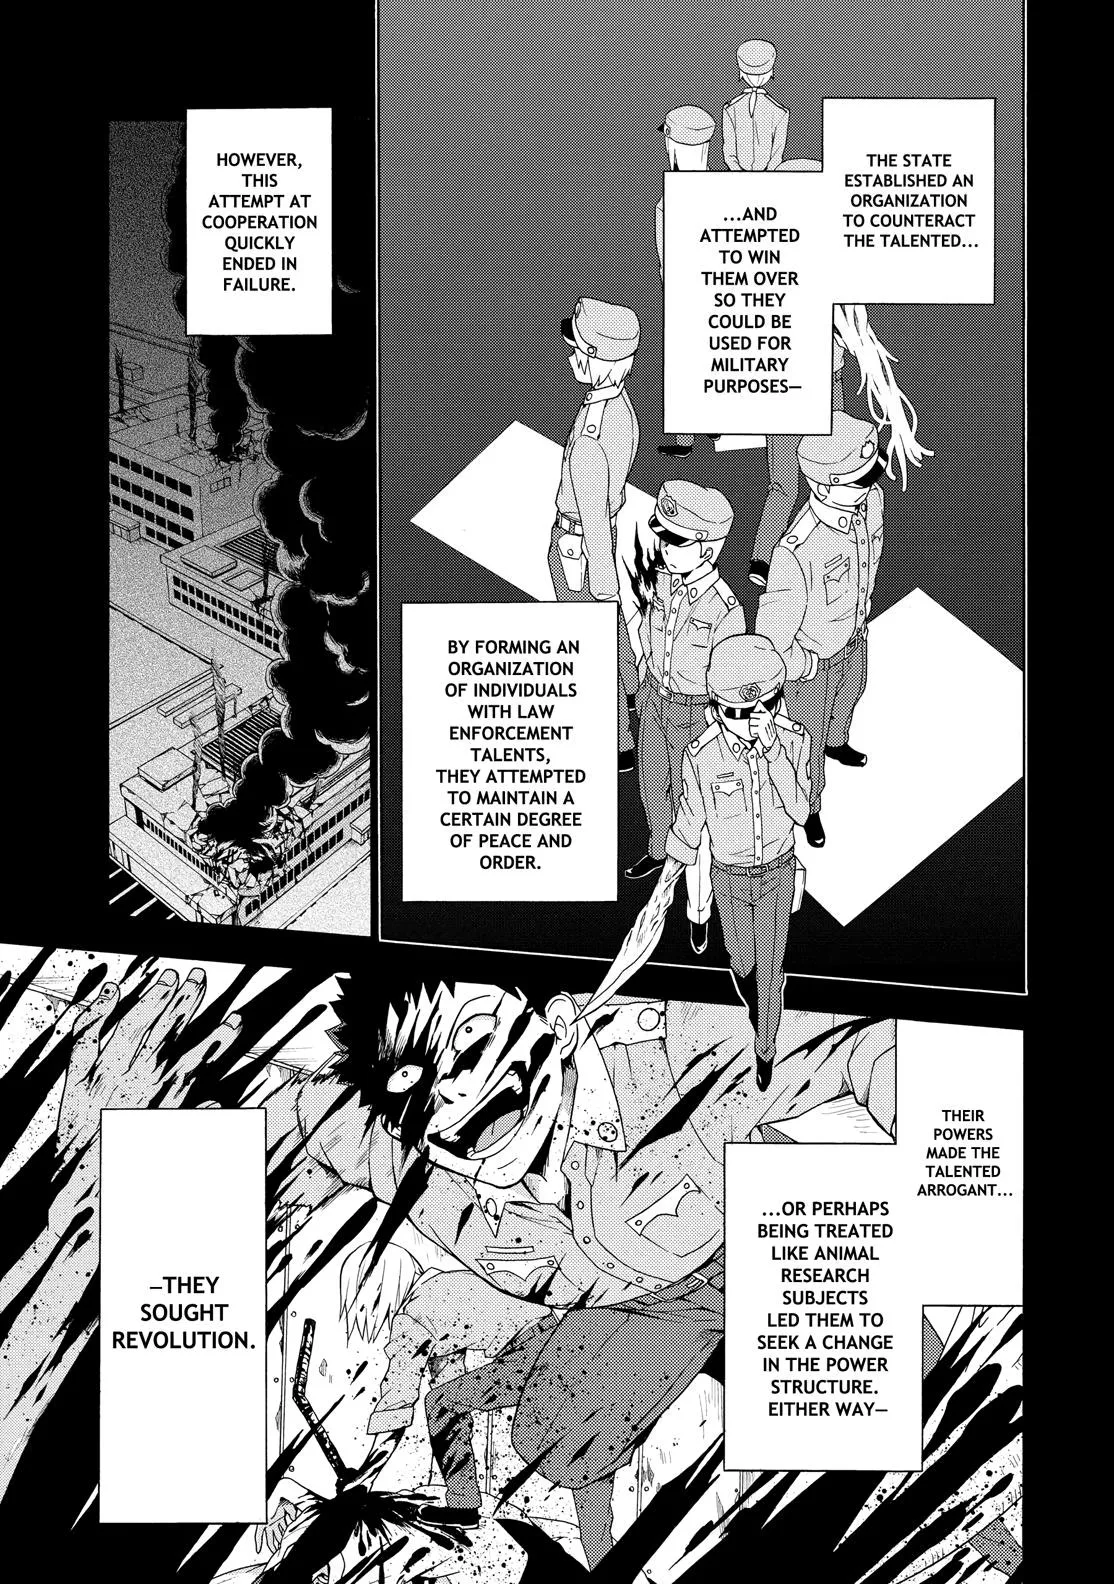 THE STATE
ESTABLISHED AN
ORGANIZATION
TO COUNTERACT
THE TALENTED...
...AND
ATTEMPTED
TO WIN
THEM OVER
SO THEY
COULD BE
USED FOR
MILITARY
PURPOSES—
BY FORMING AN
ORGANIZATION
OF INDIVIDUALS
WITH LAW
ENFORCEMENT
TALENTS,
THEY ATTEMPTED
TO MAINTAIN A
CERTAIN DEGREE
OF PEACE AND
ORDER.
HOWEVER,
THIS
ATTEMPT AT
COOPERATION
QUICKLY
ENDED IN
FAILURE.
THEIR
POWERS
MADE THE
TALENTED
ARROGANT...
...OR PERHAPS
BEING TREATED
LIKE ANIMAL
RESEARCH
SUBJECTS
LED THEM TO
SEEK A CHANGE
IN THE POWER
STRUCTURE.
EITHER WAY—
—THEY
SOUGHT
REVOLUTION.